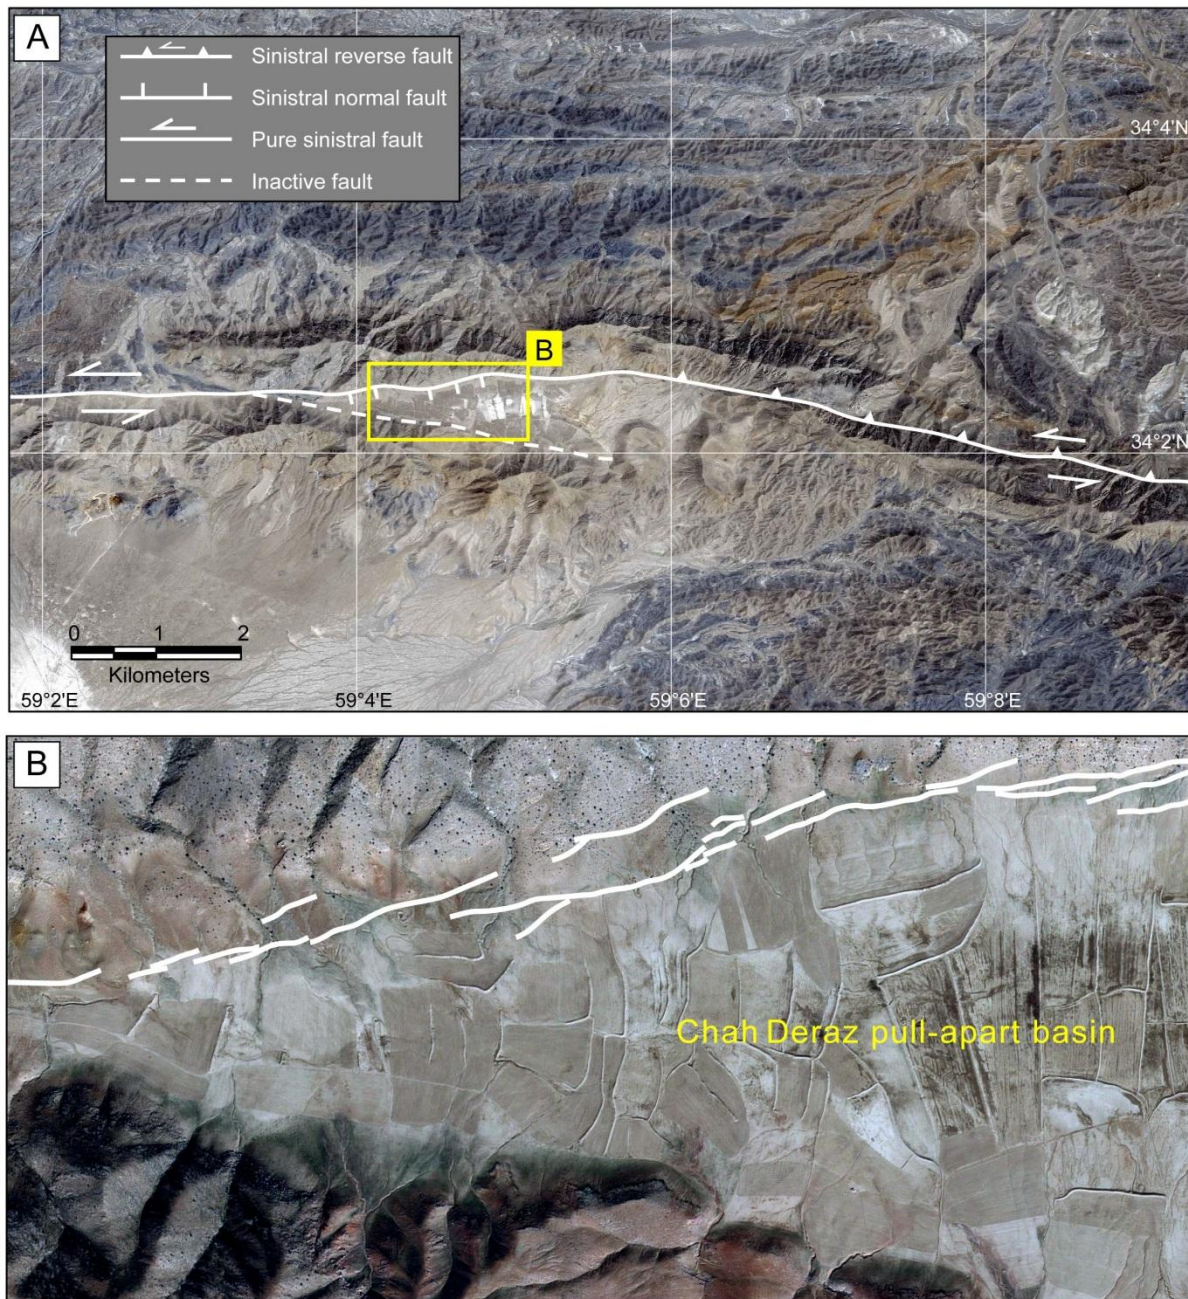 A
Sinistral reverse fault
Sinistral normal fault
Pure sinistral fault
Inactive fault
34°4'N
B
34°2'N
0 1 2
Kilometers
59°2'E 59°4'E 59°6'E 59°8'E
B
Chah Deraz pull-apart basin